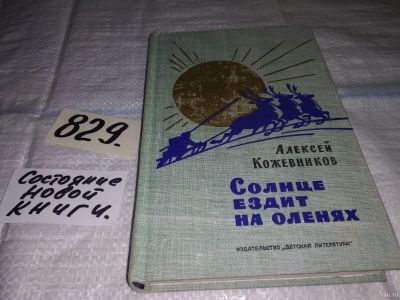 829.
Состояние
новой
книги.
Алексей
Кожевников
Солнце
ездит
на оленях
ИЗДАТЕЛЬСТВО „ДЕТСКАЯ ЛИТЕРАТУРА"